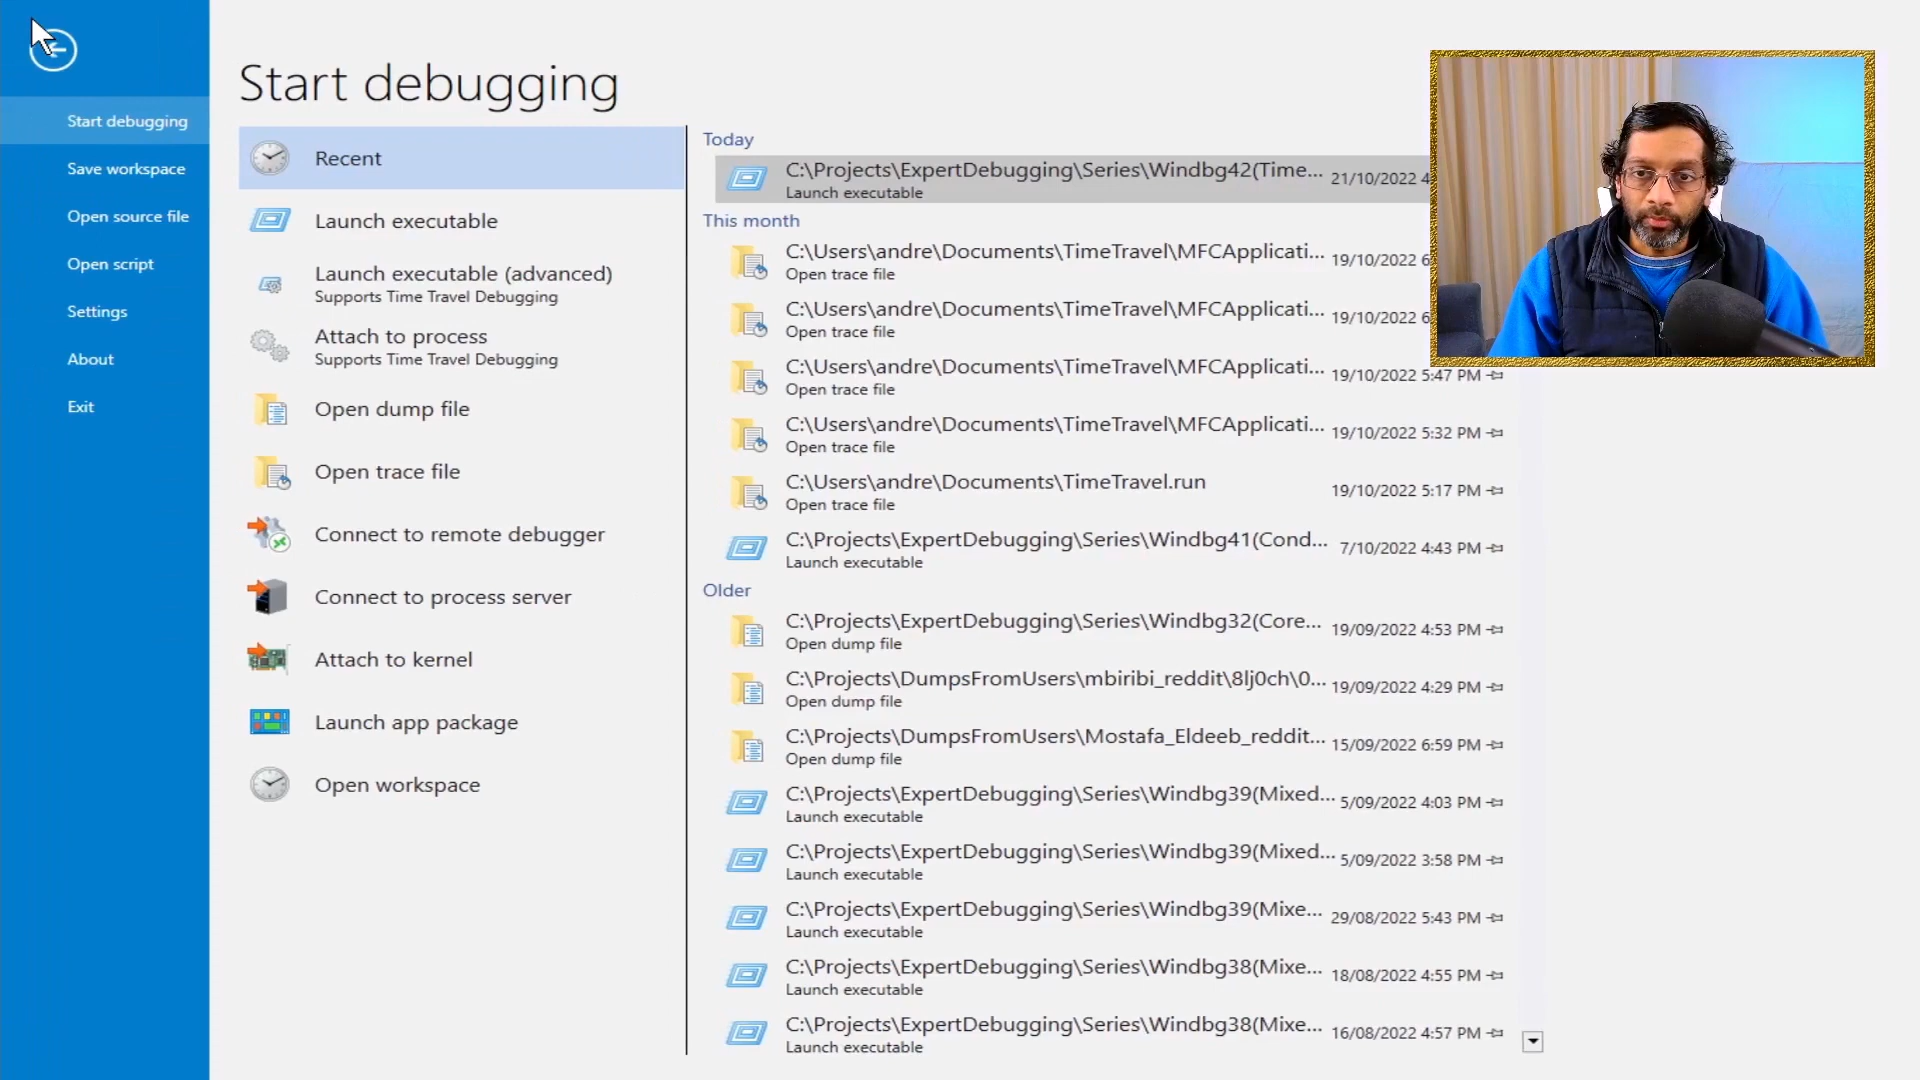 Start debugging
Save workspace
Open source file
Open script
Settings
About
Exit
Start debugging
Recent
Launch executable
Launch executable (advanced)
Supports Time Travel Debugging
Attach to process
Supports Time Travel Debugging
Open dump file
Open trace file
Connect to remote debugger
Connect to process server
Attach to kernel
Launch app package
Open workspace
Today
C:\Projects\ExpertDebugging\Series\Windbg42(Time... 21/10/2022 4
Launch executable
This month
C:\Users\andre\Documents\TimeTravel\MFCApplicati... 19/10/2022 6
Open trace file
C:\Users\andre\Documents\TimeTravel\MFCApplicati... 19/10/2022 6
Open trace file
C:\Users\andre\Documents\TimeTravel\MFCApplicati... 19/10/2022 5:47 PM
Open trace file
C:\Users\andre\Documents\TimeTravel\MFCApplicati... 19/10/2022 5:32 PM
Open trace file
C:\Users\andre\Documents\TimeTravel.run 19/10/2022 5:17 PM
Open trace file
C:\Projects\ExpertDebugging\Series\Windbg41(Cond... 7/10/2022 4:43 PM
Launch executable
Older
C:\Projects\ExpertDebugging\Series\Windbg32(Core... 19/09/2022 4:53 PM
Open dump file
C:\Projects\DumpsFromUsers\mbiribi_reddit\8lj0ch\0... 19/09/2022 4:29 PM
Open dump file
C:\Projects\DumpsFromUsers\Mostafa_Eldeeb_reddit... 15/09/2022 6:59 PM
Open dump file
C:\Projects\ExpertDebugging\Series\Windbg39(Mixed... 5/09/2022 4:03 PM
Launch executable
C:\Projects\ExpertDebugging\Series\Windbg39(Mixed... 5/09/2022 3:58 PM
Launch executable
C:\Projects\ExpertDebugging\Series\Windbg39(Mixe... 29/08/2022 5:43 PM
Launch executable
C:\Projects\ExpertDebugging\Series\Windbg38(Mixe... 18/08/2022 4:55 PM
Launch executable
C:\Projects\ExpertDebugging\Series\Windbg38(Mixe... 16/08/2022 4:57 PM
Launch executable